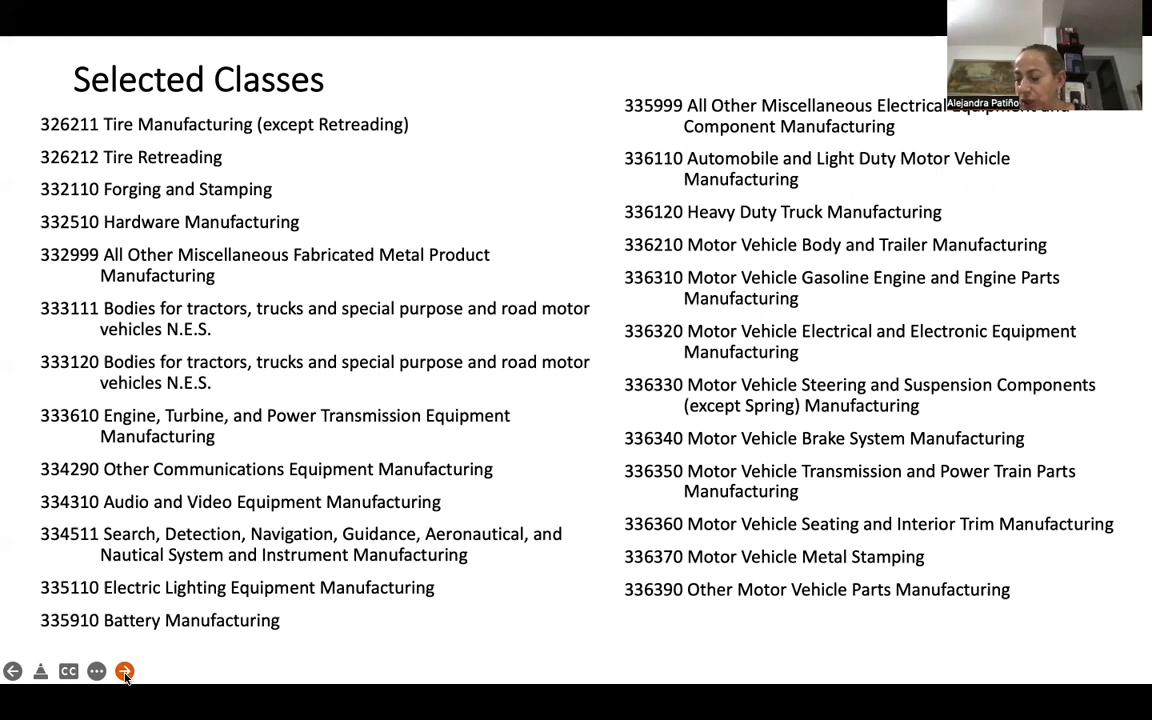 Selected Classes
326211 Tire Manufacturing (except Retreading)
326212 Tire Retreading
332110 Forging and Stamping
332510 Hardware Manufacturing
332999 All Other Miscellaneous Fabricated Metal Product
Manufacturing
333111 Bodies for tractors, trucks and special purpose and road motor
vehicles N.E.S.
333120 Bodies for tractors, trucks and special purpose and road motor
vehicles N.E.S.
333610 Engine, Turbine, and Power Transmission Equipment
Manufacturing
334290 Other Communications Equipment Manufacturing
334310 Audio and Video Equipment Manufacturing
334511 Search, Detection, Navigation, Guidance, Aeronautical, and
Nautical System and Instrument Manufacturing
335110 Electric Lighting Equipment Manufacturing
335910 Battery Manufacturing
335999 All Other Miscellaneous Electrical
Component Manufacturing
336110 Automobile and Light Duty Motor Vehicle
Manufacturing
336120 Heavy Duty Truck Manufacturing
336210 Motor Vehicle Body and Trailer Manufacturing
336310 Motor Vehicle Gasoline Engine and Engine Parts
Manufacturing
336320 Motor Vehicle Electrical and Electronic Equipment
Manufacturing
336330 Motor Vehicle Steering and Suspension Components
(except Spring) Manufacturing
336340 Motor Vehicle Brake System Manufacturing
336350 Motor Vehicle Transmission and Power Train Parts
Manufacturing
336360 Motor Vehicle Seating and Interior Trim Manufacturing
336370 Motor Vehicle Metal Stamping
336390 Other Motor Vehicle Parts Manufacturing
Alejandra Patiño
CC